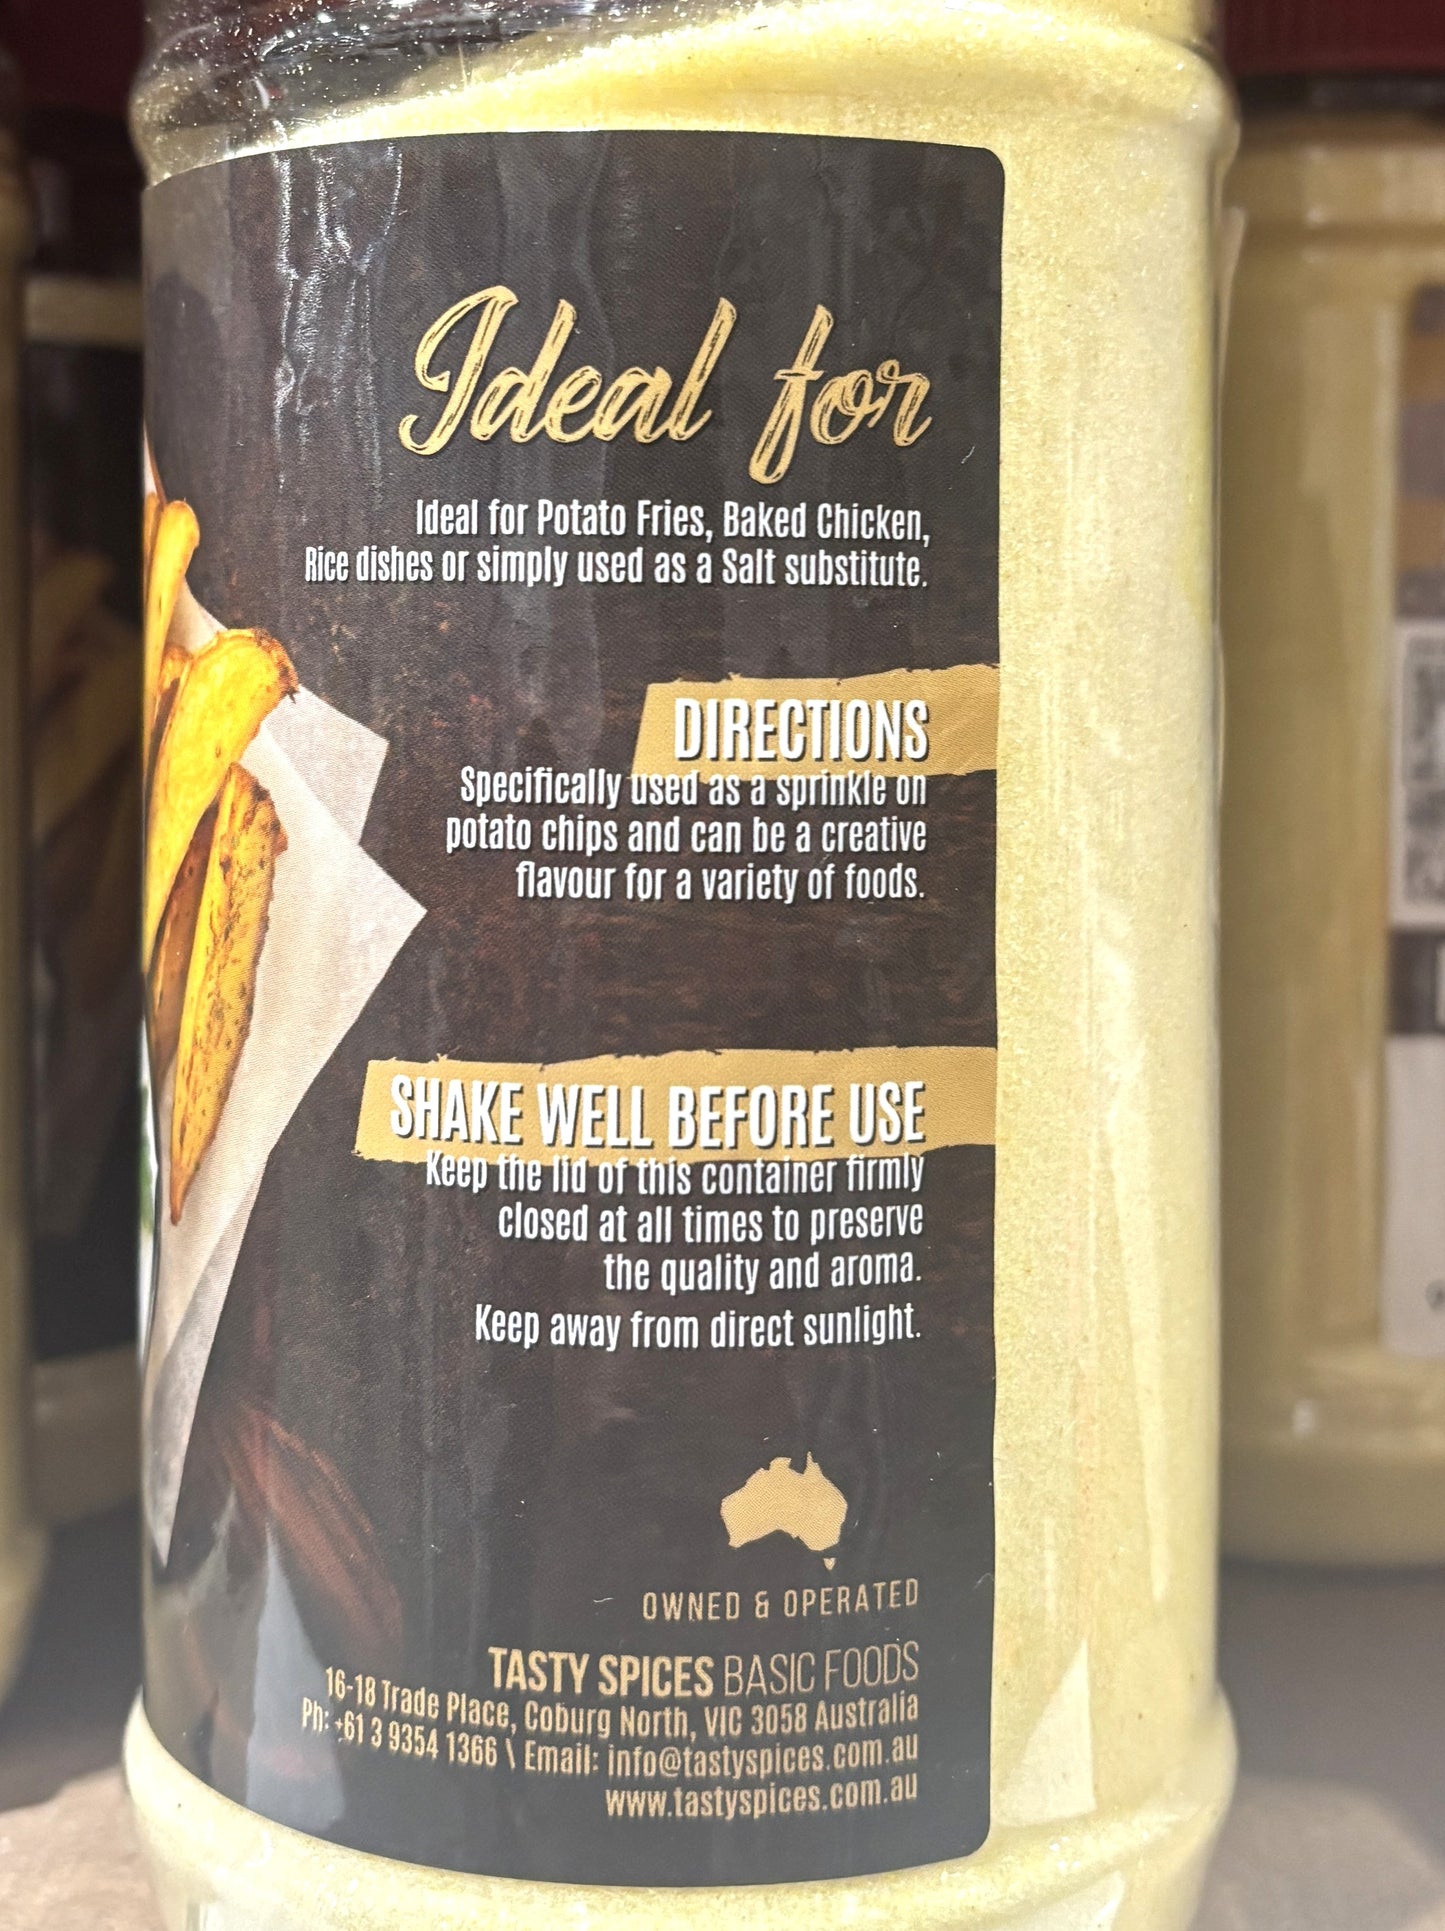 Ideal for
Ideal for Potato Fries, Baked Chicken,
Rice dishes or simply used as a Salt substitute.
DIRECTIONS
Specifically used as a sprinkle on
potato chips and can be a creative
flavour for a variety of foods.
SHAKE WELL BEFORE USE
Keep the lid of this container firmly
closed at all times to preserve
the quality and aroma.
Keep away from direct sunlight.
OWNED & OPERATED
TASTY SPICES BASIC FOODS
16-18 Trade Place, Coburg North, VIC 3058 Australia
Ph: +61 3 9354 1366 \ Email: info@tastyspices.com.au
www.tastyspices.com.au